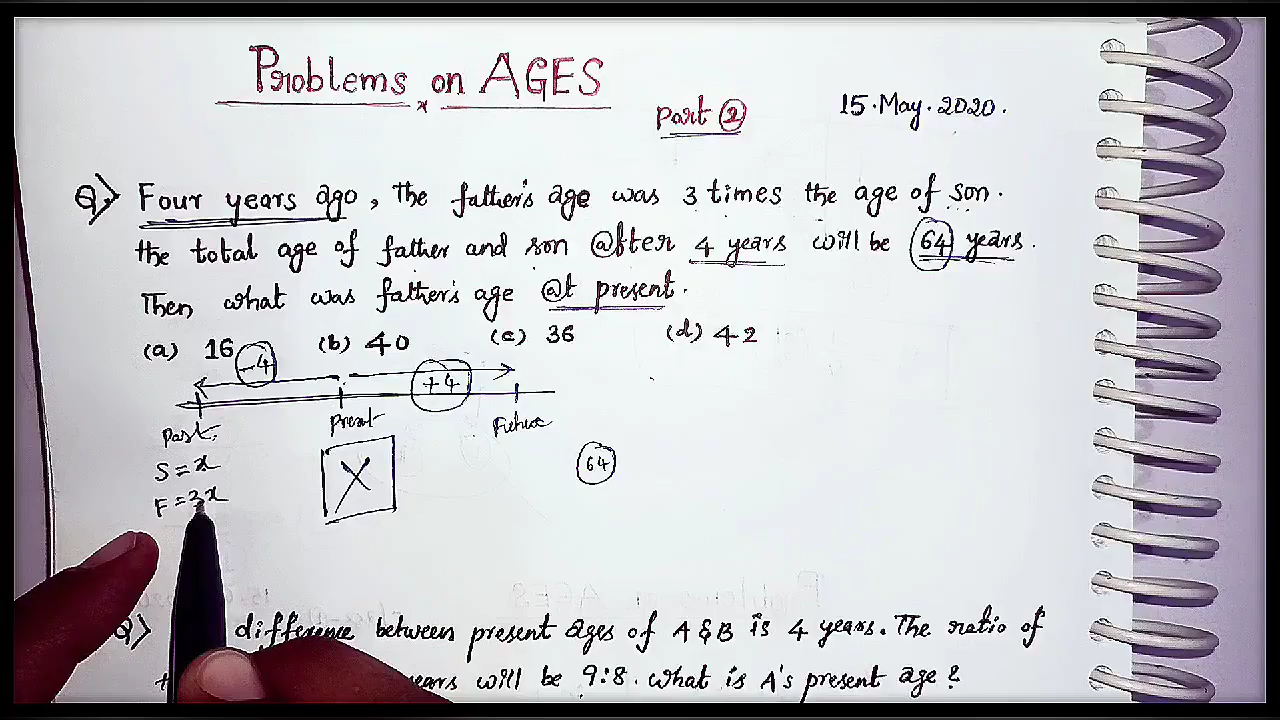 Problems on AGES
Part ②
15.May.2020.
Q.> Four years ago, The father's age was 3 times the age of son.
the total age of father and son @fter 4 years will be 64 years.
Then what was father's age @t present.
(a) 16 (b) 40 (c) 36 (d) 42
-4 +4
Past Presnt Future
S = x
F = 3x
X
64
Q> difference between present ages of A & B is 4 years. The ratio of
years will be 9:8. what is A's present age?